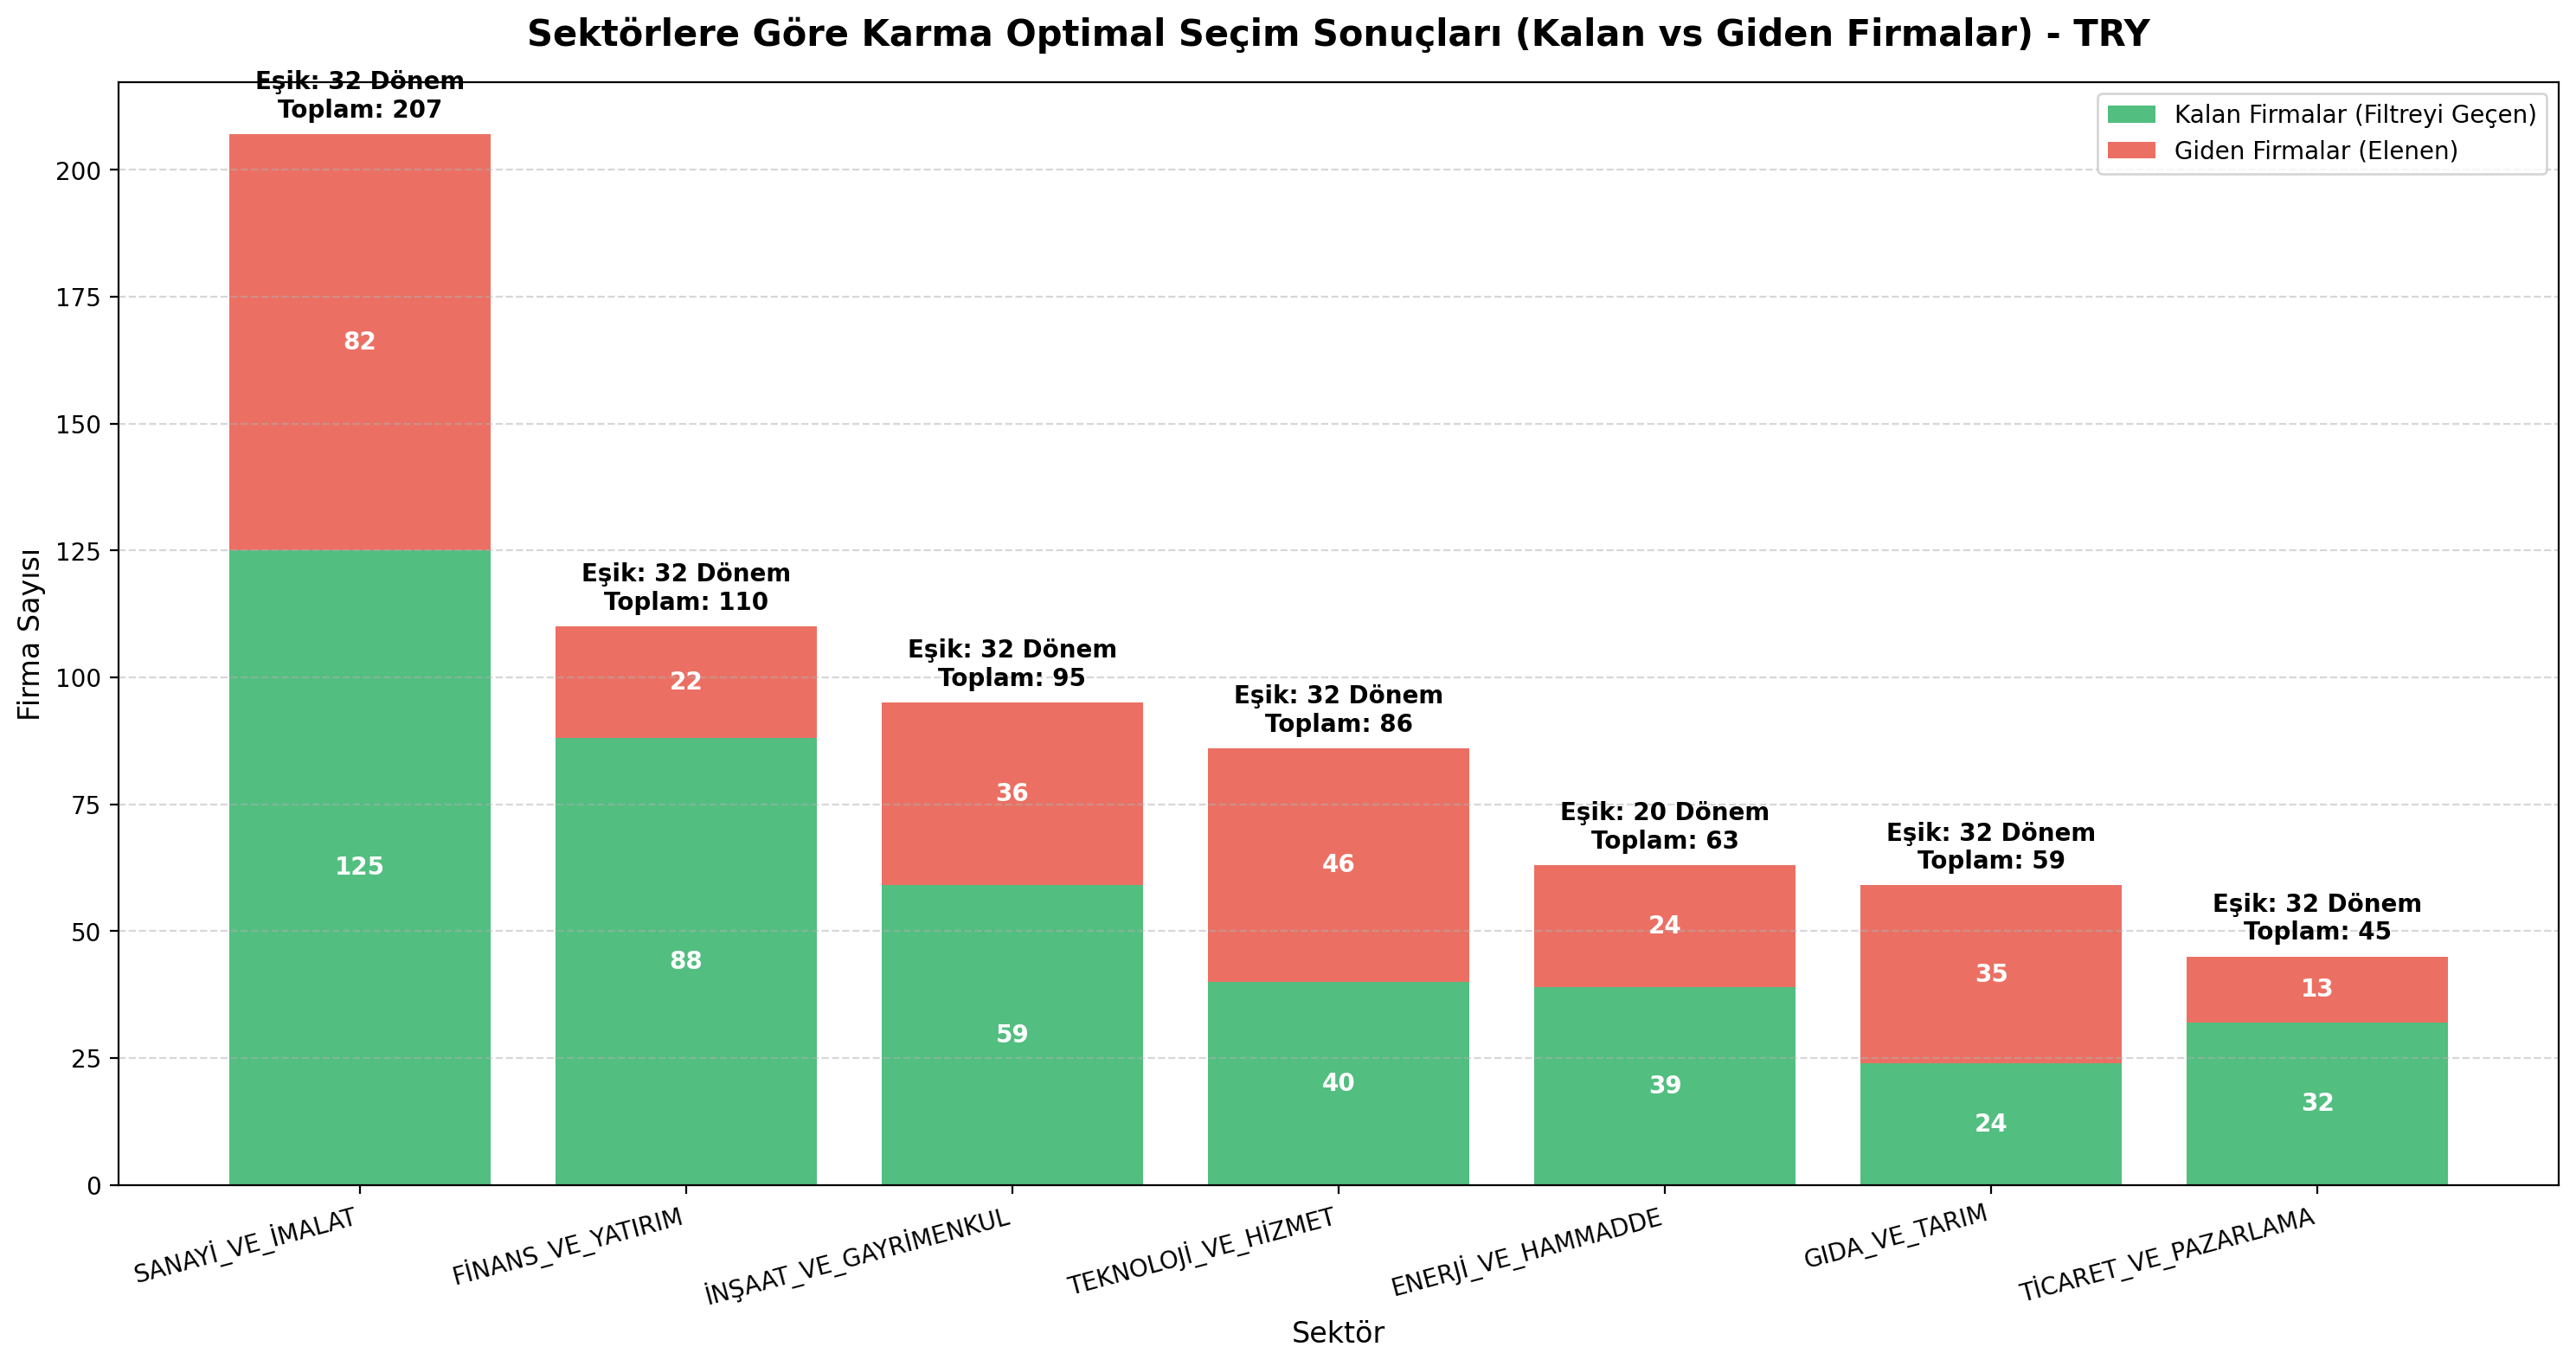 Sektörlere Göre Karma Optimal Seçim Sonuçları (Kalan vs Giden Firmalar) - TRY
Kalan Firmalar (Filtreyi Geçen)
Giden Firmalar (Elenen)
Firma Sayısı
200
175
150
125
100
75
50
25
0
Eşik: 32 Dönem
Toplam: 207
82
125
Eşik: 32 Dönem
Toplam: 110
22
88
Eşik: 32 Dönem
Toplam: 95
36
59
Eşik: 32 Dönem
Toplam: 86
46
40
Eşik: 20 Dönem
Toplam: 63
24
39
Eşik: 32 Dönem
Toplam: 59
35
24
Eşik: 32 Dönem
Toplam: 45
13
32
SANAYİ_VE_İMALAT
FİNANS_VE_YATIRIM
İNŞAAT_VE_GAYRİMENKUL
TEKNOLOJİ_VE_HİZMET
ENERJİ_VE_HAMMADDE
GIDA_VE_TARIM
TİCARET_VE_PAZARLAMA
Sektör